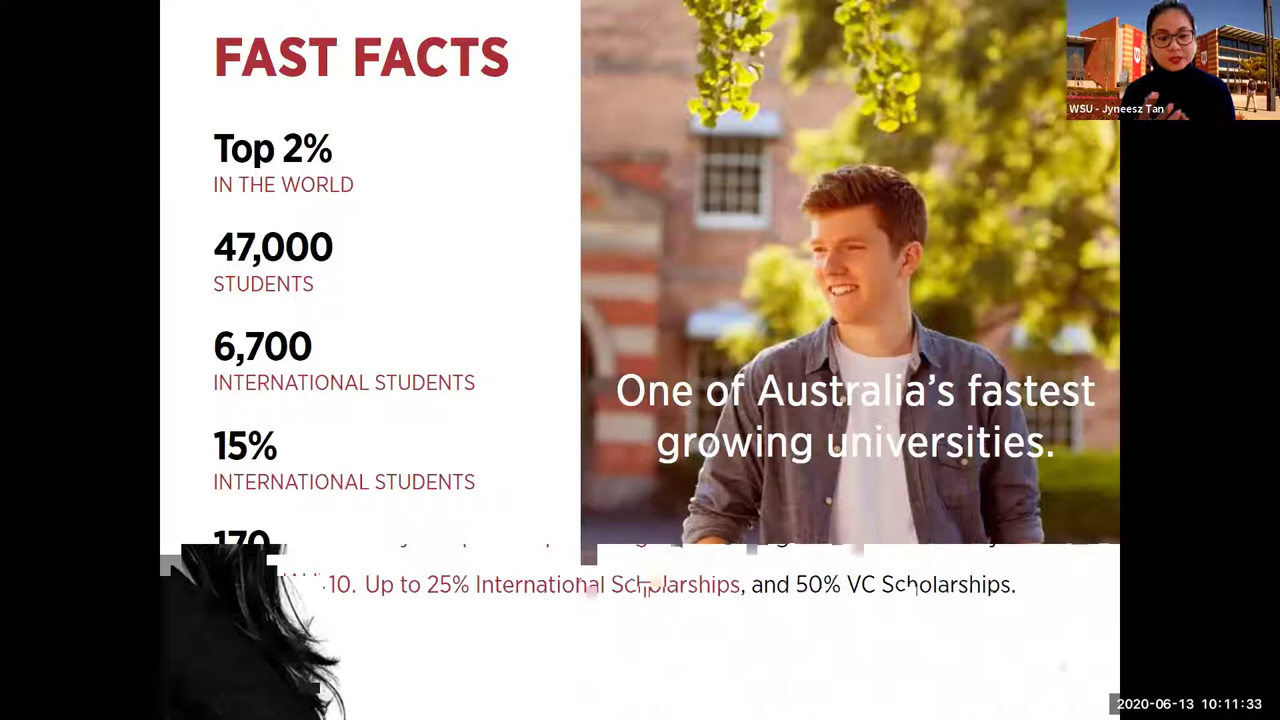 FAST FACTS
Top 2%
IN THE WORLD
47,000
STUDENTS
6,700
INTERNATIONAL STUDENTS
15%
INTERNATIONAL STUDENTS
170
One of Australia's fastest
growing universities.
10. Up to 25% International Scholarships, and 50% VC Scholarships.
WSU - Jyneesz Tan
2020-06-13 10:11:33